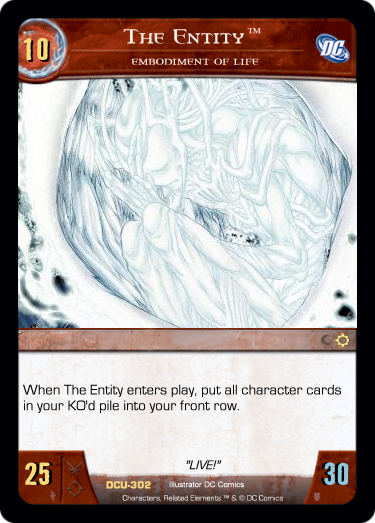 10
The Entity™
DC
EMBODIMENT OF LIFE
When The Entity enters play, put all character cards
in your KO'd pile into your front row.
"LIVE!"
25
DCU-302 Illustrator DC Comics
30
Characters, Related Elements ™ & © DC Comics